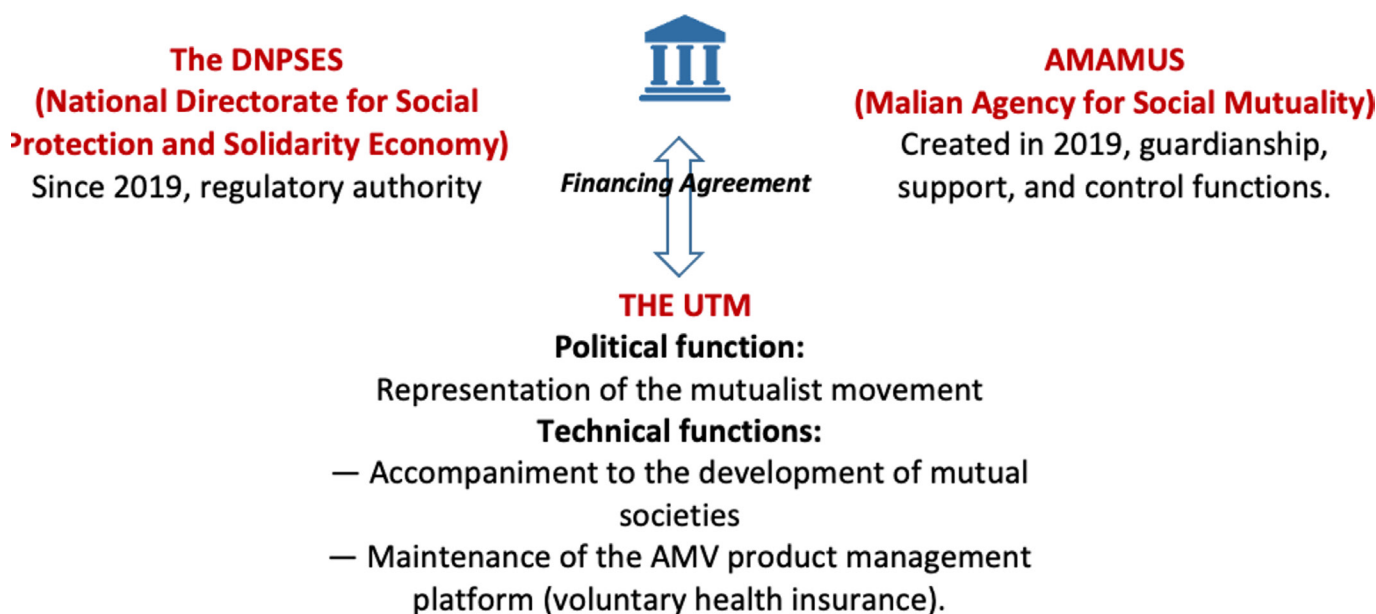 The DNPSES
(National Directorate for Social
Protection and Solidarity Economy)
Since 2019, regulatory authority
AMAMUS
(Malian Agency for Social Mutuality)
Created in 2019, guardianship,
support, and control functions.
Financing Agreement
THE UTM
Political function:
Representation of the mutualist movement
Technical functions:
— Accompaniment to the development of mutual
societies
— Maintenance of the AMV product management
platform (voluntary health insurance).